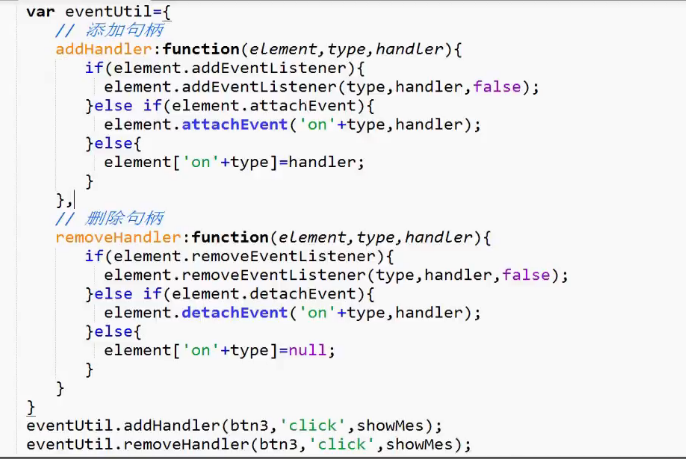 var eventUtil={
// 添加句柄
addHandler:function(element,type,handler){
if(element.addEventListener){
element.addEventListener(type,handler,false);
}else if(element.attachEvent){
element.attachEvent('on'+type,handler);
}else{
element['on'+type]=handler;
}
},
// 删除句柄
removeHandler:function(element,type,handler){
if(element.removeEventListener){
element.removeEventListener(type,handler,false);
}else if(element.detachEvent){
element.detachEvent('on'+type,handler);
}else{
element['on'+type]=null;
}
}
}
eventUtil.addHandler(btn3,'click',showMes);
eventUtil.removeHandler(btn3,'click',showMes);